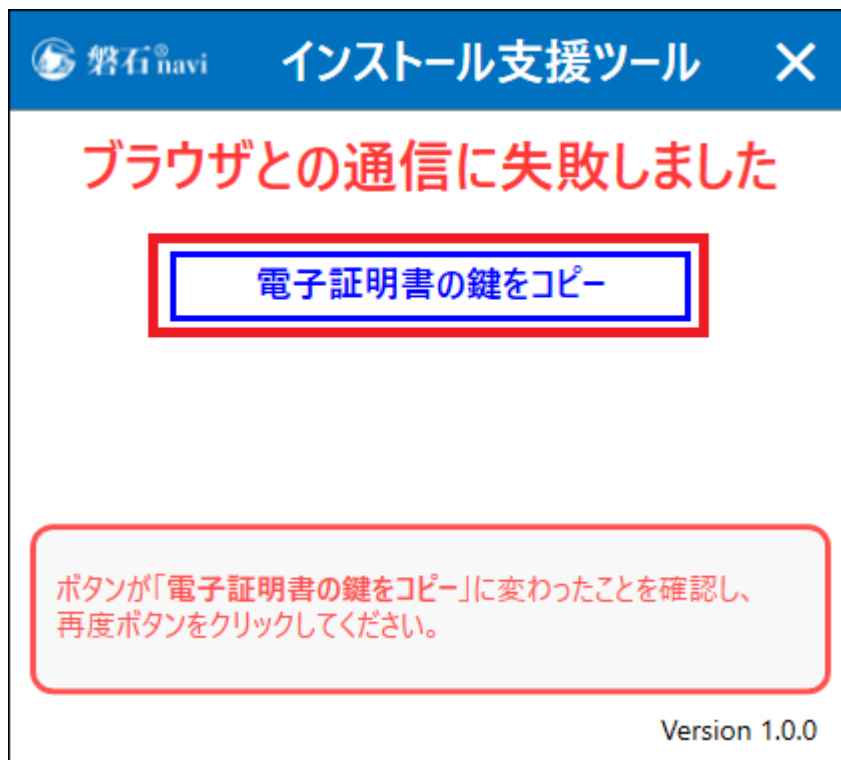 磐石®navi インストール支援ツール ✕
ブラウザとの通信に失敗しました
電子証明書の鍵をコピー
ボタンが「電子証明書の鍵をコピー」に変わったことを確認し、
再度ボタンをクリックしてください。
Version 1.0.0